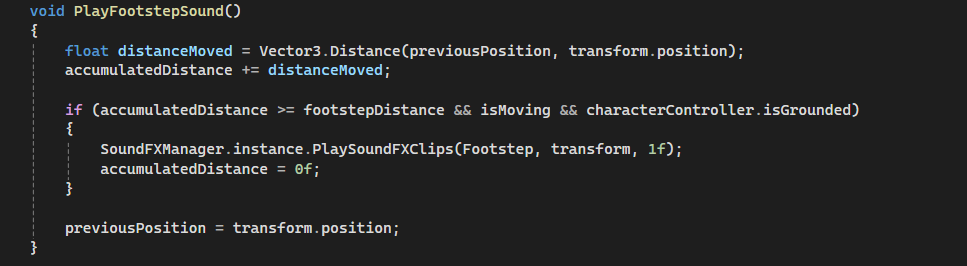 void PlayFootstepSound()
{
float distanceMoved = Vector3.Distance(previousPosition, transform.position);
accumulatedDistance += distanceMoved;
if (accumulatedDistance >= footstepDistance && isMoving && characterController.isGrounded)
{
SoundFXManager.instance.PlaySoundFXClips(Footstep, transform, 1f);
accumulatedDistance = 0f;
}
previousPosition = transform.position;
}